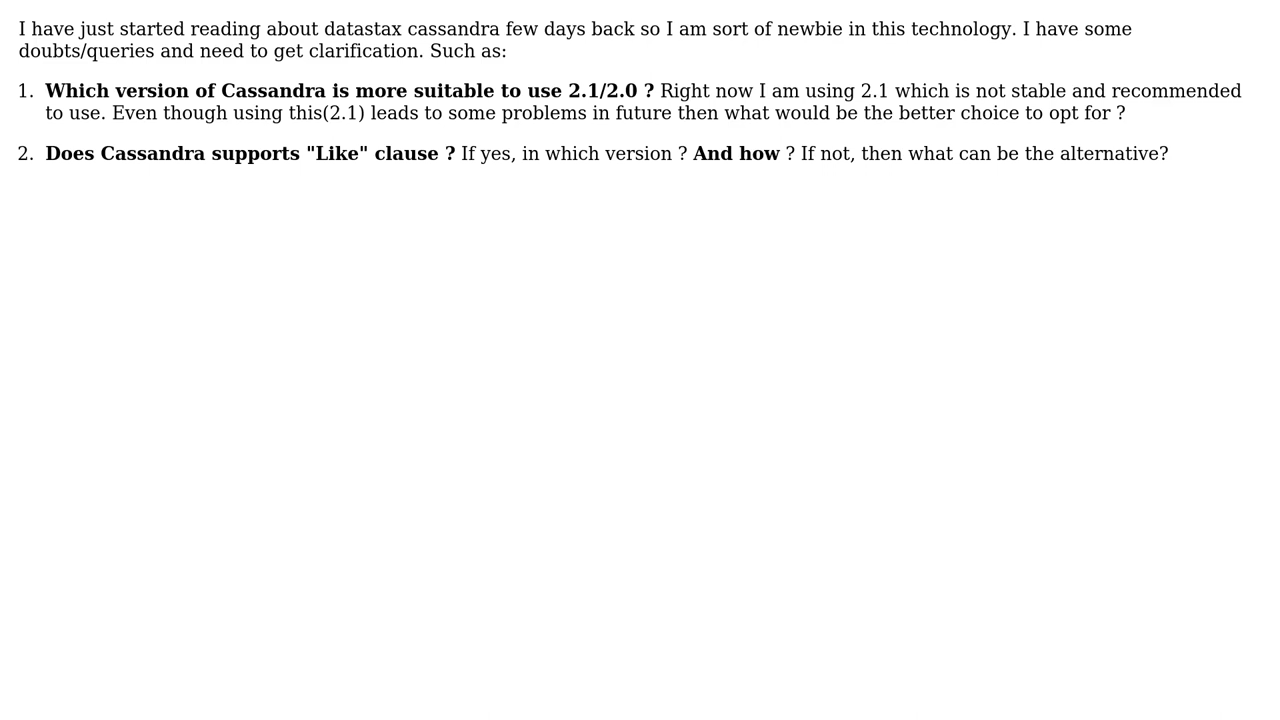 I have just started reading about datastax cassandra few days back so I am sort of newbie in this technology. I have some
doubts/queries and need to get clarification. Such as:
1. Which version of Cassandra is more suitable to use 2.1/2.0 ? Right now I am using 2.1 which is not stable and recommended
to use. Even though using this(2.1) leads to some problems in future then what would be the better choice to opt for ?
2. Does Cassandra supports "Like" clause ? If yes, in which version ? And how ? If not, then what can be the alternative?